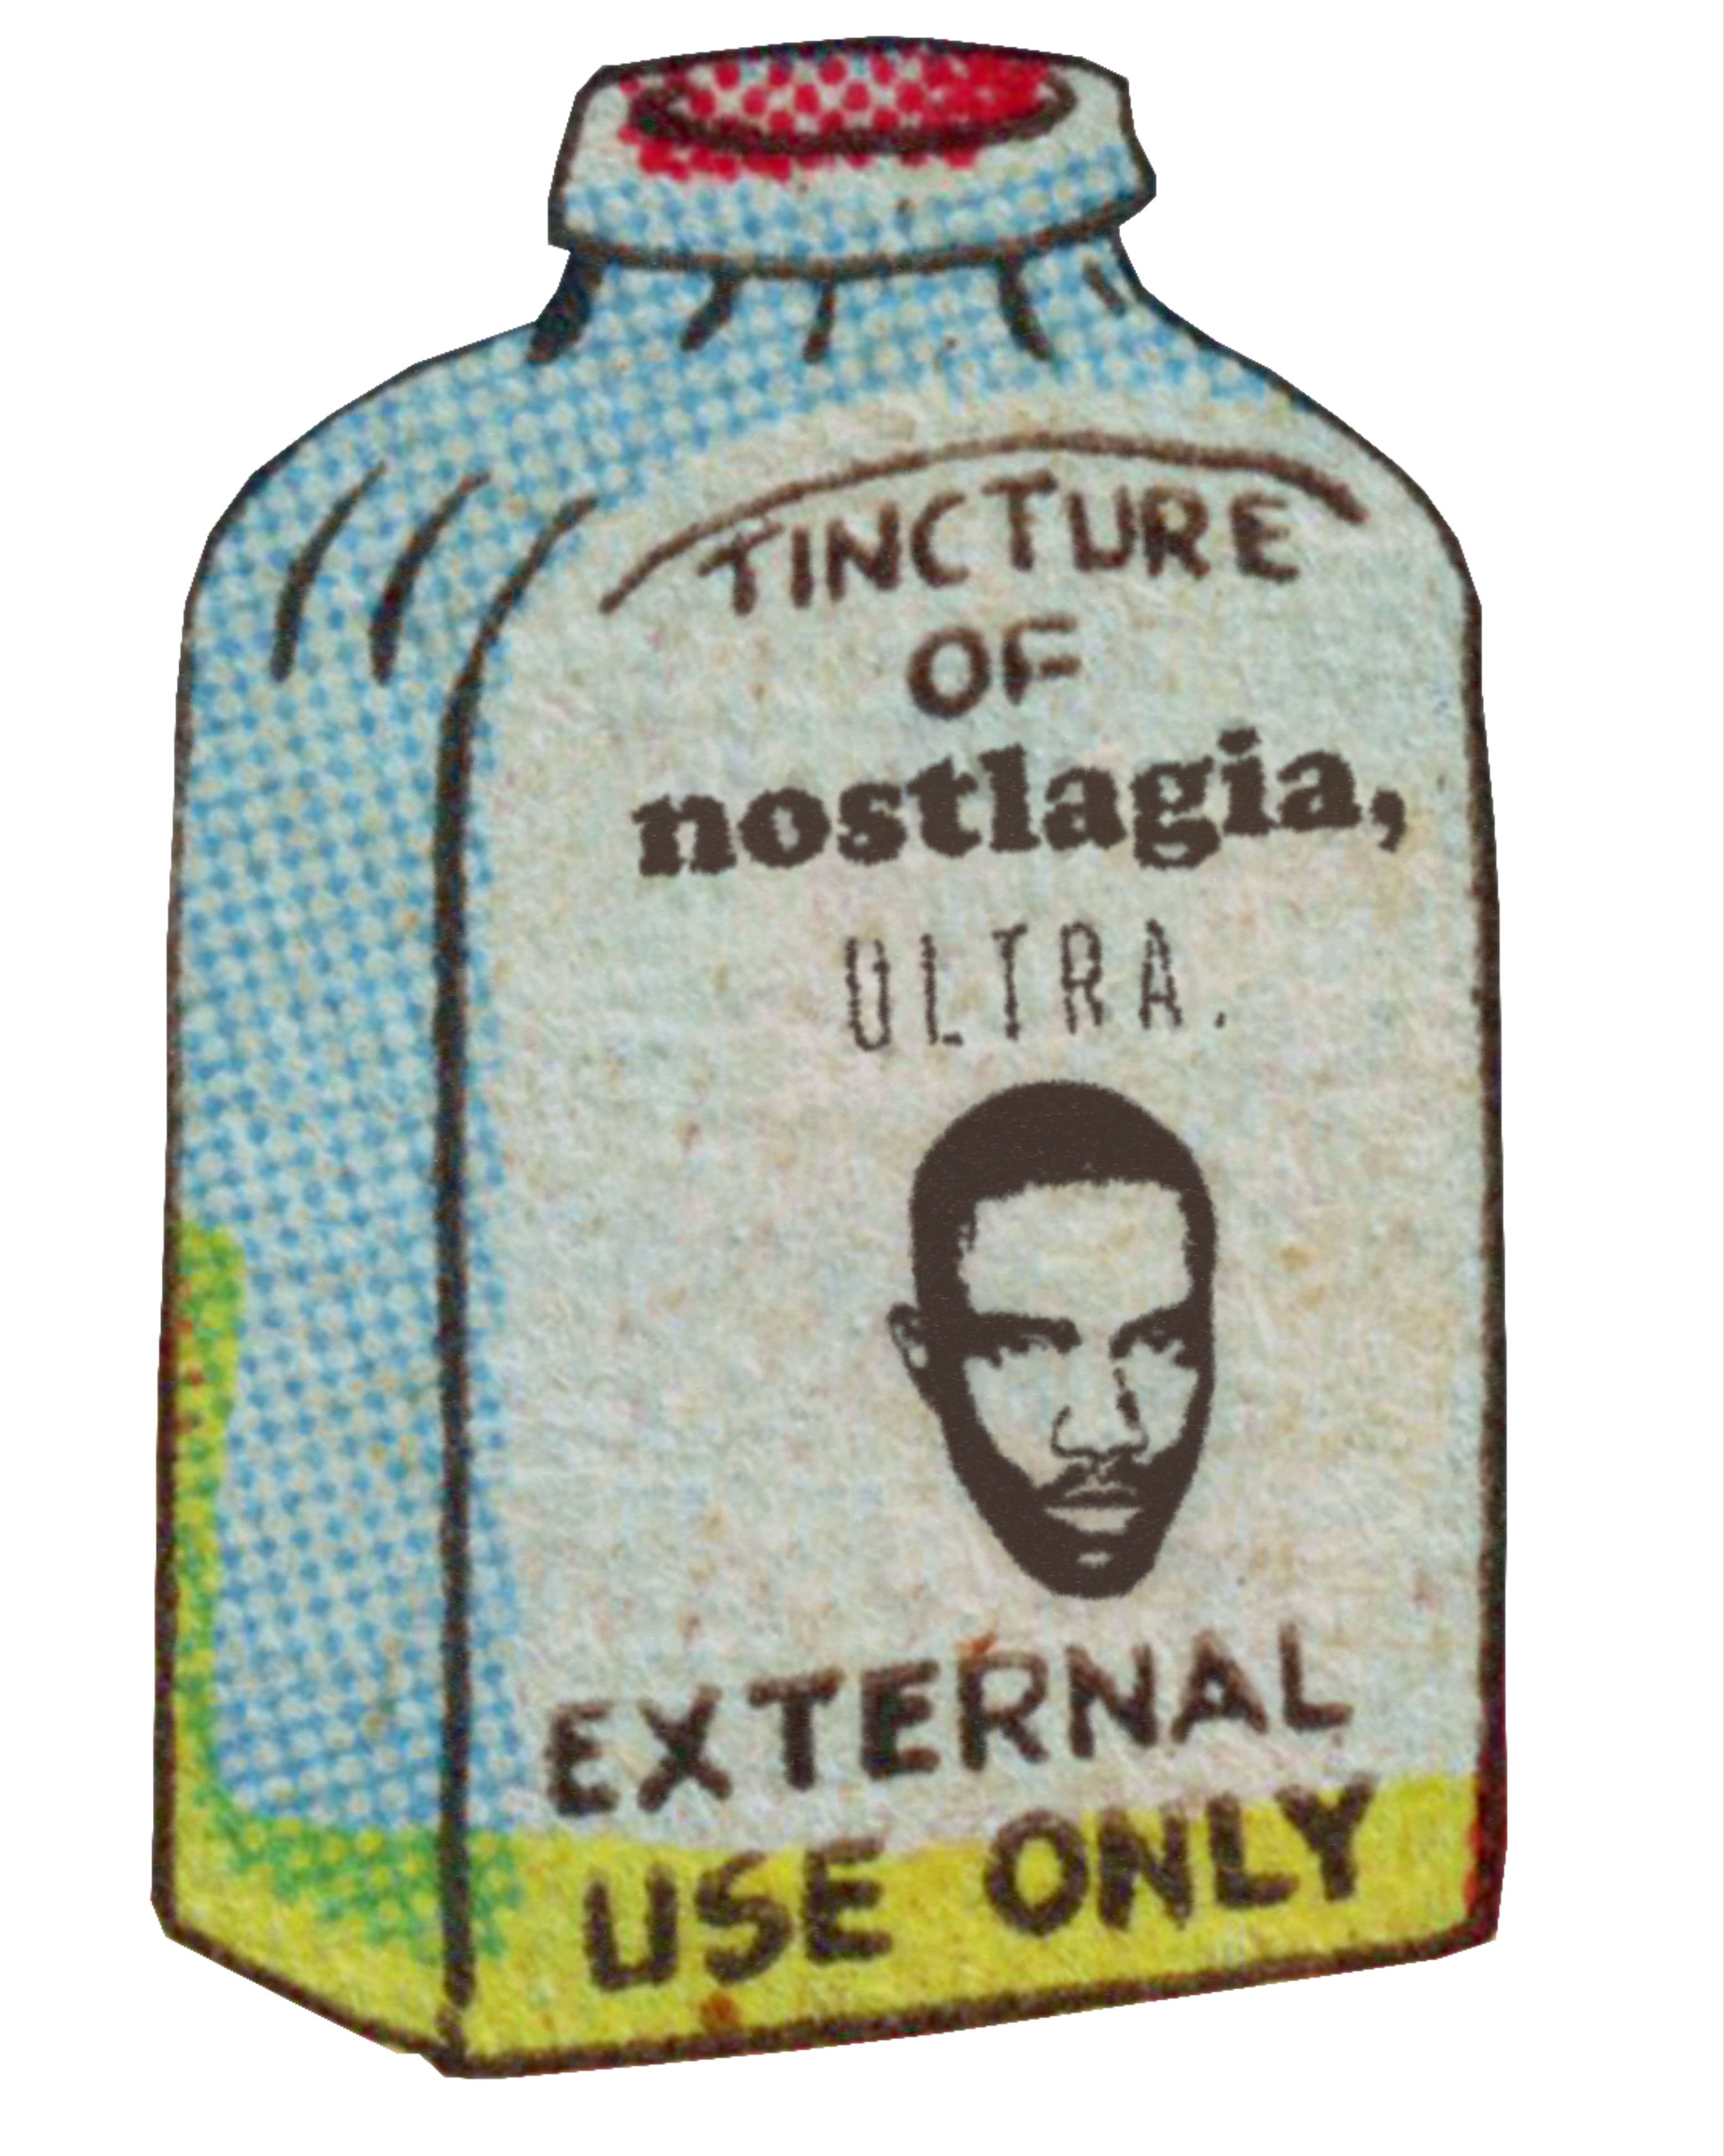 TINCTURE
OF
nostlagia,
ULTRA.
EXTERNAL
USE ONLY